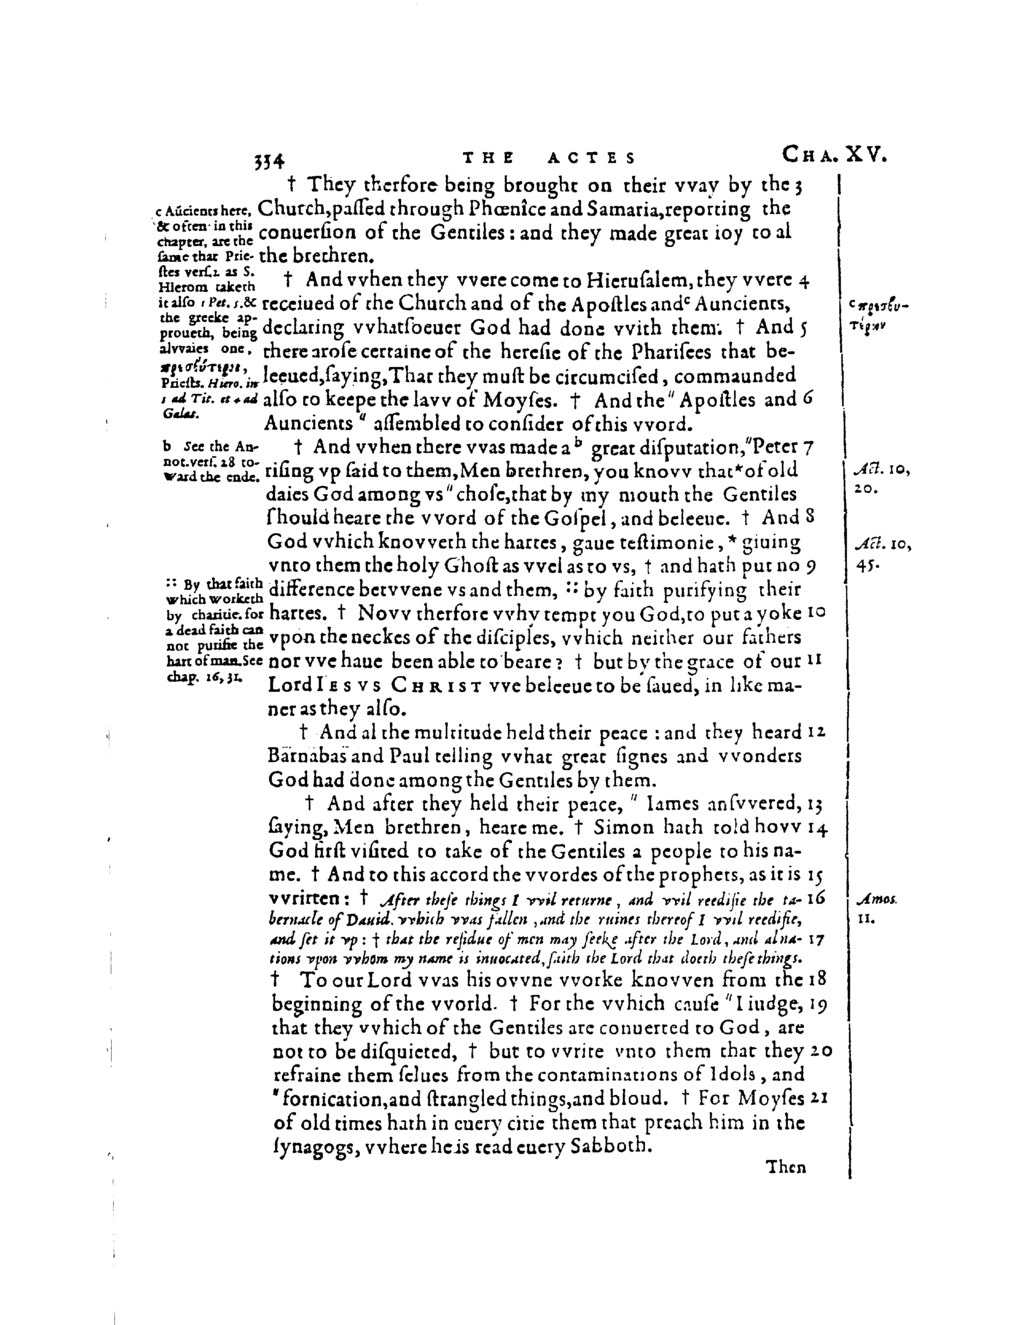 334 THE ACTES CHA. XV.
† They therfore being brought on their vvay by the 3
Church,paſſed through Phœnîce and Samaria,reporting the
conuerſion of the Gentiles : and they made great ioy to al
the brethren.
† And vvhen they vvere come to Hieruſalem, they vvere 4
receiued of the Church and of the Apoſtles andᶜ Auncients,
declaring vvhatſoeuer God had done vvith them. † And 5
there aroſe certaine of the hereſie of the Phariſees that be-
leeued,ſaying,That they muſt be circumciſed, commaunded
alſo to keepe the lavv of Moyſes. † And the " Apoſtles and 6
Auncients " aſſembled to conſider of this vvord.
† And vvhen there vvas made a ᵇ great diſputation,"Peter 7
riſing vp ſaid to them,Men brethren, you knovv that*of old
daies God among vs " choſe,that by my mouth the Gentiles
ſhould heare the vvord of the Goſpel, and beleeue. † And 8
God vvhich knovveth the hartes, gaue teſtimonie, * giuing
vnto them the holy Ghoſt as vvel as to vs, † and hath put no 9
difference betvvene vs and them, ∷ by faith purifying their
hartes. † Novv therfore vvhy tempt you God,to put a yoke 10
vpon the neckes of the diſciples, vvhich neither our fathers
nor vve haue been able to beare ? † but by the grace of our 11
Lord IESVS CHRIST vve beleeue to be ſaued, in like ma-
ner as they alſo.
† And al the multitude held their peace : and they heard 12
Barnabas and Paul telling vvhat great ſignes and vvonders
God had done among the Gentiles by them.
† And after they held their peace, " Iames anſvvered, 13
ſaying, Men brethren, heare me. † Simon hath told hovv 14
God firſt viſited to take of the Gentiles a people to his na-
me. † And to this accord the vvordes of the prophets, as it is 15
vvritten : † After theſe things I vvil returne, and vvil reedifie the ta- 16
bernacle of Dauid, vvhich vvas fallen, and the ruines thereof I vvil reedifie,
and ſet it vp : † that the reſidue of men may ſeeke after the Lord, and al na- 17
tions vpon vvhom my name is inuocated, ſaith the Lord that doeth theſe things.
† To our Lord vvas his ovvne vvorke knovven from the 18
beginning of the vvorld. † For the vvhich cauſe " I iudge, 19
that they vvhich of the Gentiles are conuerted to God, are
not to be diſquieted, † but to vvrite vnto them that they 20
refraine them ſelues from the contaminations of Idols, and
" fornication,and ſtrangled things,and bloud. † For Moyſes 21
of old times hath in euery citie them that preach him in the
ſynagogs, vvhere he is read euery Sabboth.
Then
c Aūcients here,
& often in this
chapter, are the
ſame that Prie-
ſtes verſ.2. as S.
Hierom taketh
it alſo 1 Pet. 5. &
the greeke ap-
proueth, being
alvvaies one,
πρεσβύτεροι,
Prieſts. Hiero. in
1 ad Tit. et 4 ad
Galat.
b See the An-
not. verſ. 28 to-
ward the ende.
∷ By that faith
which worketh
by charitie. for
a dead faith can
not purifie the
hart of man. See
chap. 16, 31.
c πρεσβυ-
τέρων
Act. 10,
20.
Act. 10,
45.
Amos.
11.